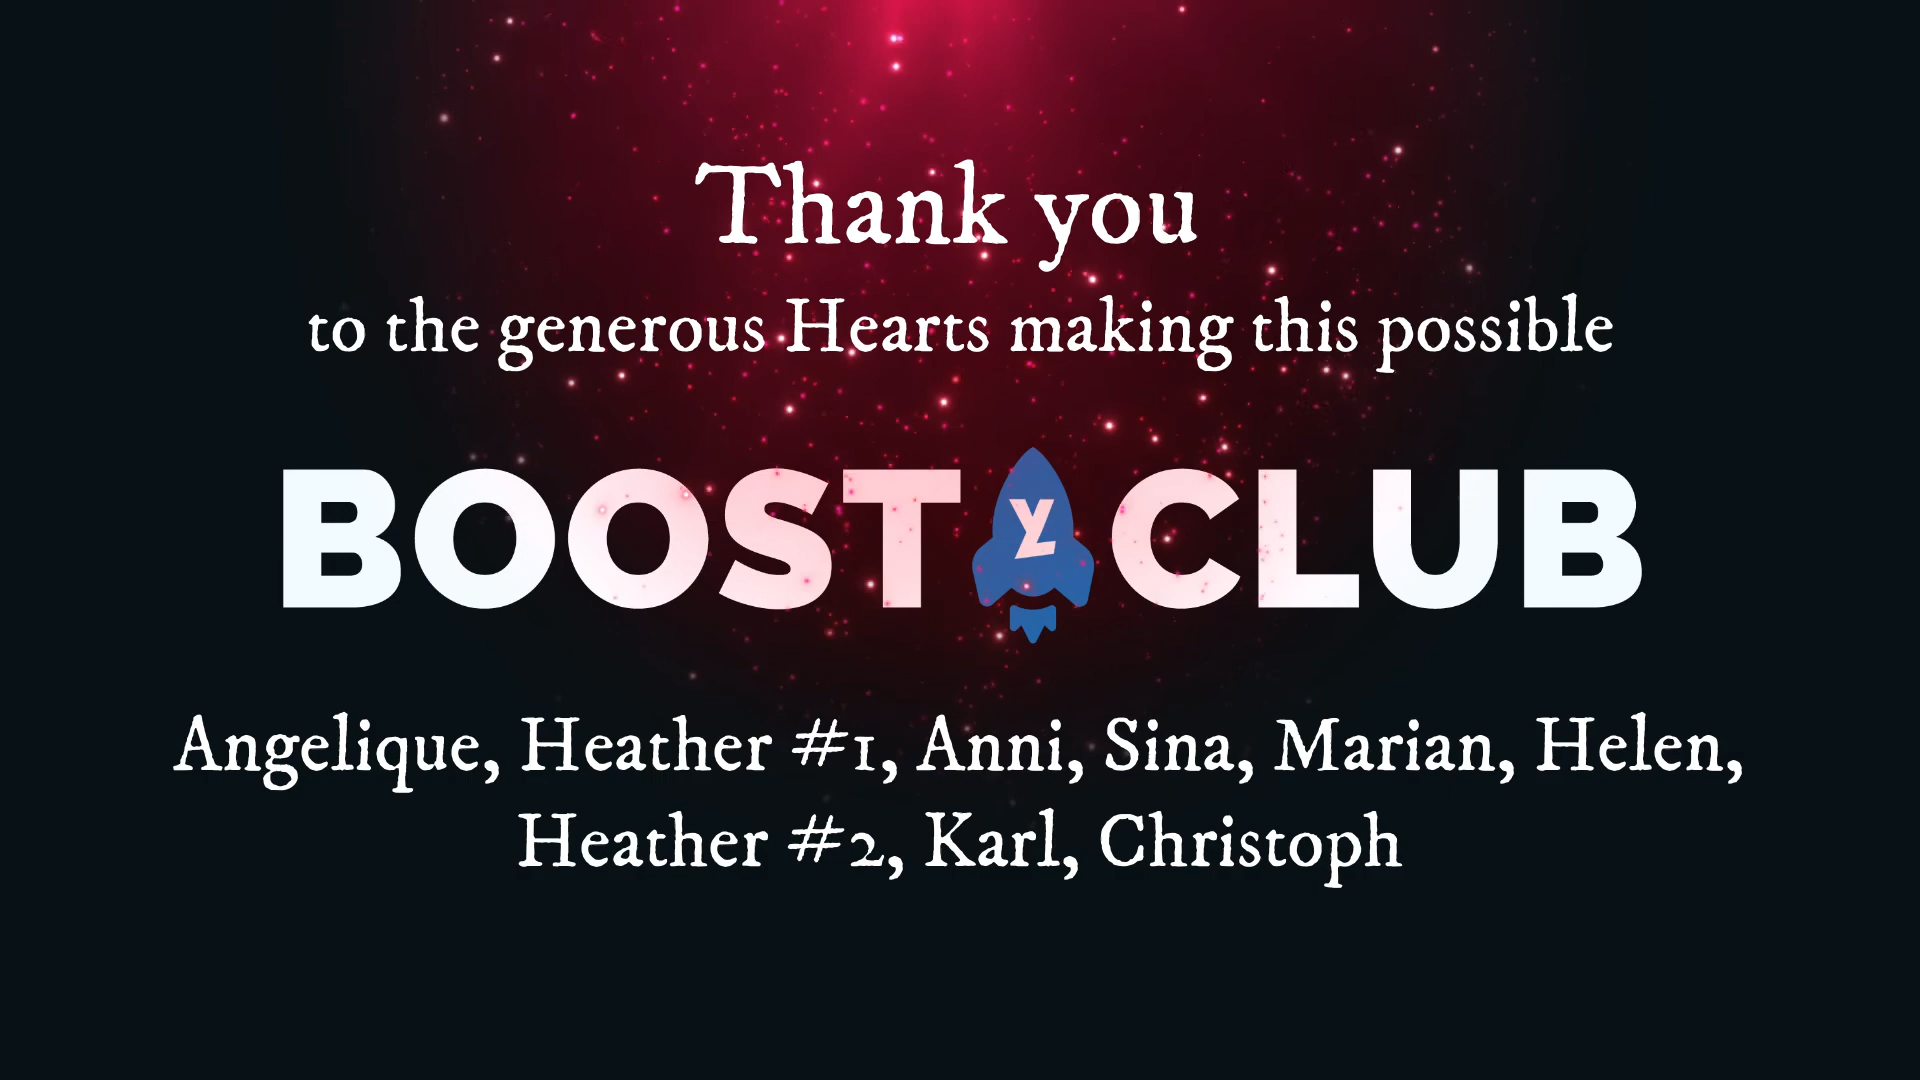 Thank you
to the generous Hearts making this possible
BOOST Y CLUB
Angelique, Heather #1, Anni, Sina, Marian, Helen,
Heather #2, Karl, Christoph